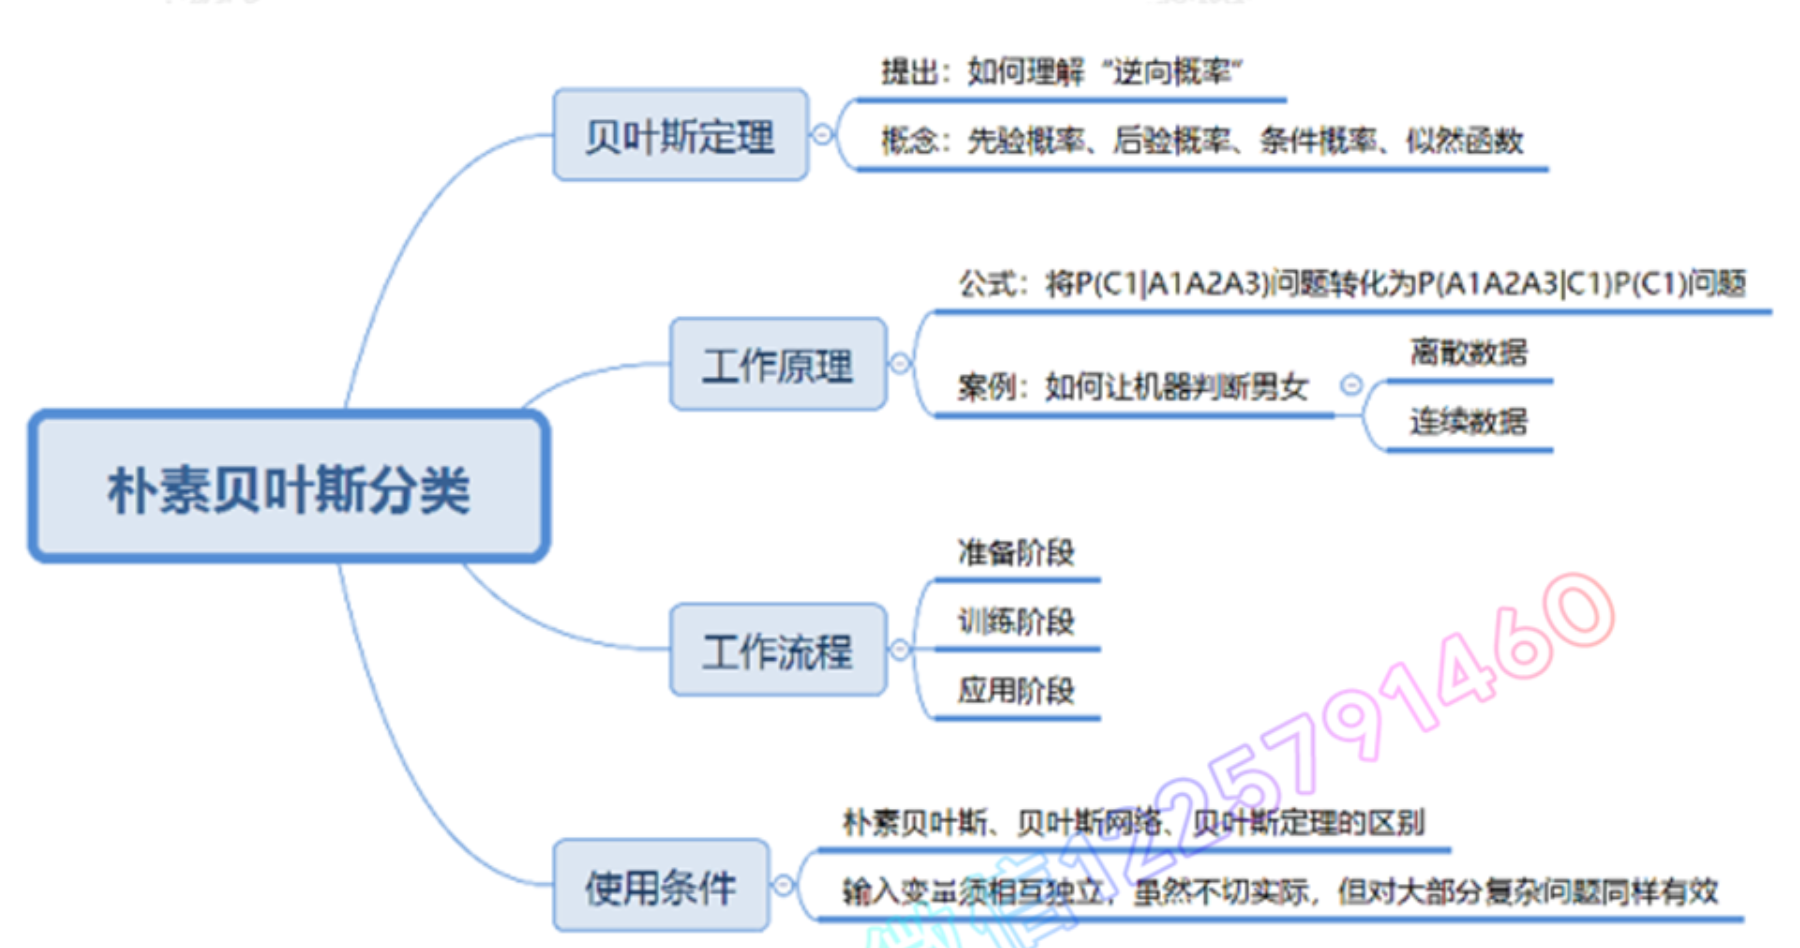 贝叶斯定理
提出：如何理解“逆向概率”
概念：先验概率、后验概率、条件概率、似然函数
工作原理
公式：将P(C1|A1A2A3)问题转化为P(A1A2A3|C1)P(C1)问题
案例：如何让机器判断男女
离散数据
连续数据
朴素贝叶斯分类
工作流程
准备阶段
训练阶段
应用阶段
使用条件
朴素贝叶斯、贝叶斯网络、贝叶斯定理的区别
输入变量须相互独立，虽然不切实际，但对大部分复杂问题同样有效
微信1225791460